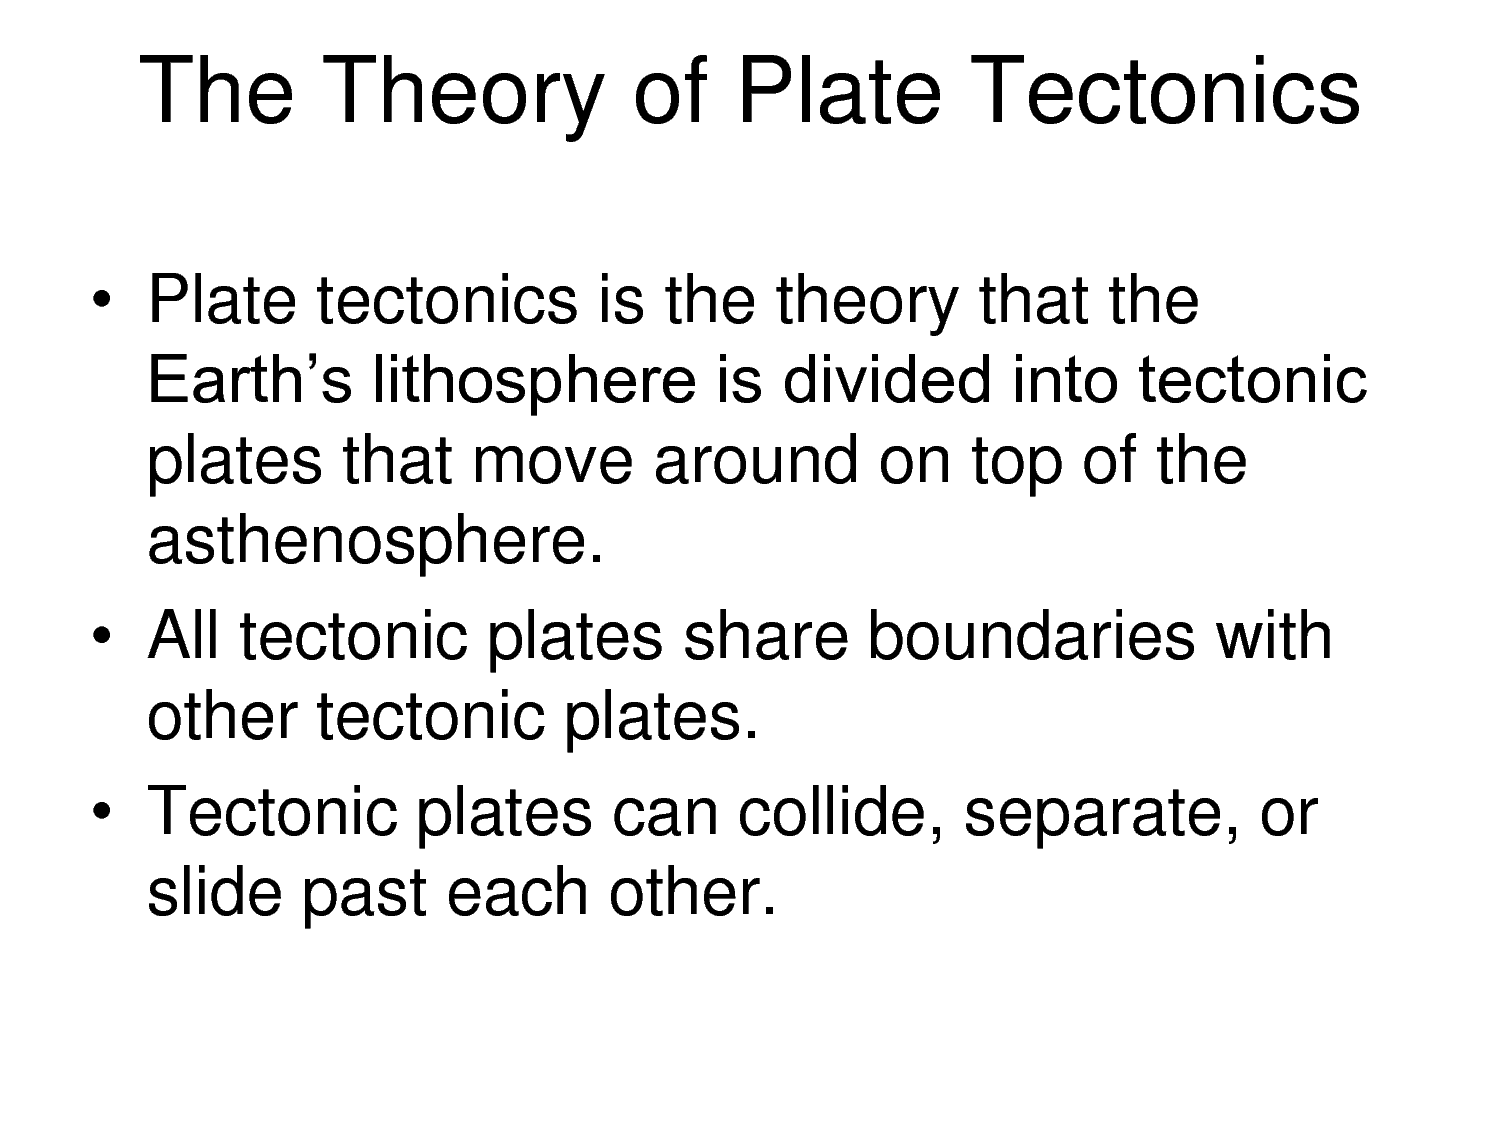 The Theory of Plate Tectonics
• Plate tectonics is the theory that the
Earth’s lithosphere is divided into tectonic
plates that move around on top of the
asthenosphere.
• All tectonic plates share boundaries with
other tectonic plates.
• Tectonic plates can collide, separate, or
slide past each other.